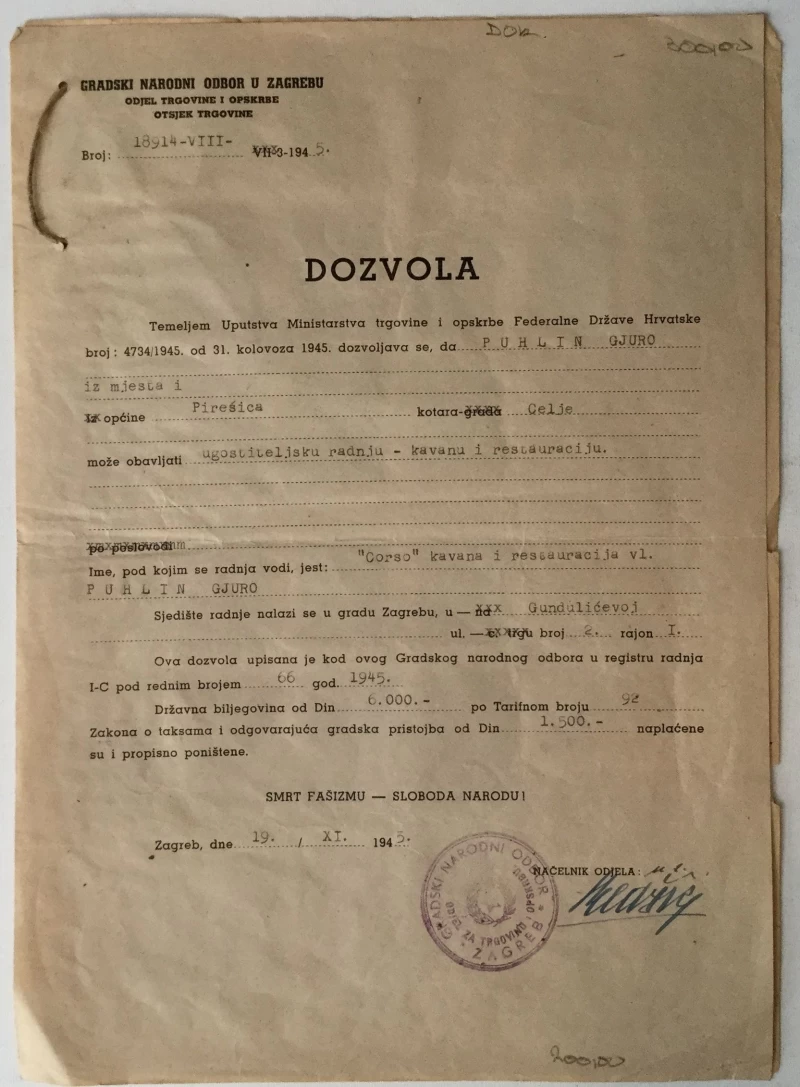 DOK.
300,00
GRADSKI NARODNI ODBOR U ZAGREBU
ODJEL TRGOVINE I OPSKRBE
OTSJEK TRGOVINE
Broj: 18914-VIII- VII-3-194 5.
DOZVOLA
Temeljem Uputstva Ministarstva trgovine i opskrbe Federalne Države Hrvatske
broj: 4734/1945. od 31. kolovoza 1945. dozvoljava se, da P U H L I N GJURO
iz mjesta i
Iz općine Pirešica kotara-grada Celje
može obavljati ugostiteljsku radnju - kavanu i restauraciju.
po poslovođi
Ime, pod kojim se radnja vodi, jest: "Corso" kavana i restauracija vl.
P U H L I N GJURO
Sjedište radnje nalazi se u gradu Zagrebu, u — na Gundulićevoj
ul. — trgu broj 2. rajon I.
Ova dozvola upisana je kod ovog Gradskog narodnog odbora u registru radnja
I-C pod rednim brojem 66 god. 1945.
Državna biljegovina od Din 6.000.- po Tarifnom broju 92
Zakona o taksama i odgovarajuća gradska pristojba od Din 1.500.- naplaćene
su i propisno poništene.
SMRT FAŠIZMU — SLOBODA NARODU!
Zagreb, dne 19. / XI. 194 5.
NAČELNIK ODJELA:
GRADSKI NARODNI ODBOR
ZA TRGOVINU I OPSKRBU
ZAGREB
200,00